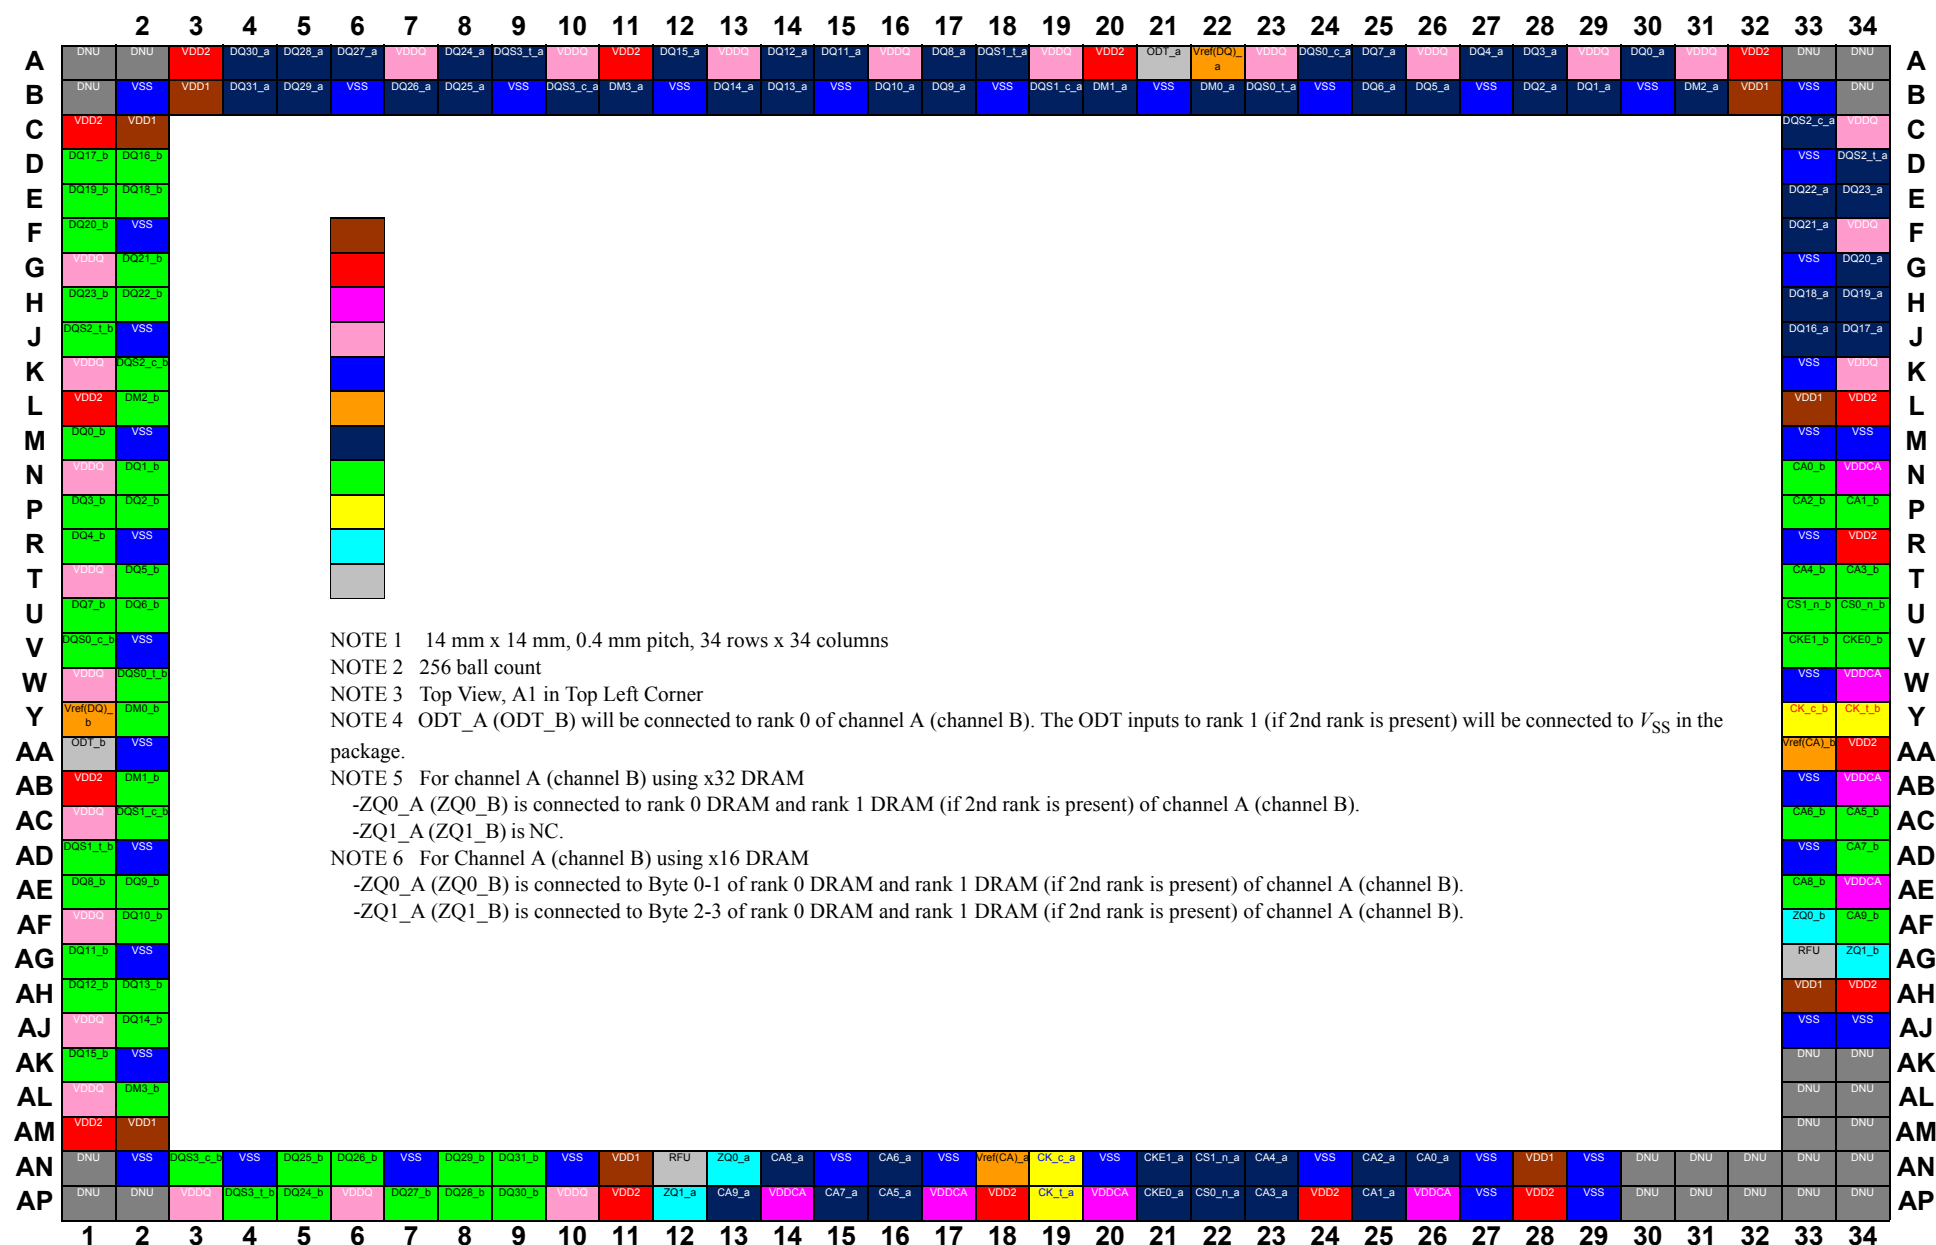 2 3 4 5 6 7 8 9 10 11 12 13 14 15 16 17 18 19 20 21 22 23 24 25 26 27 28 29 30 31 32 33 34
A DNU DNU VDD2 DQ30_a DQ28_a DQ27_a VDDQ DQ24_a DQS3_t_a VDDQ VDD2 DQ15_a VDDQ DQ12_a DQ11_a VDDQ DQ8_a DQS1_t_a VDDQ VDD2 ODT_a Vref(DQ)_a VDDQ DQS0_c_a DQ7_a VDDQ DQ4_a DQ3_a VDDQ DQ0_a VDDQ VDD2 DNU DNU A
B DNU VSS VDD1 DQ31_a DQ29_a VSS DQ26_a DQ25_a VSS DQS3_c_a DM3_a VSS DQ14_a DQ13_a VSS DQ10_a DQ9_a VSS DQS1_c_a DM1_a VSS DM0_a DQS0_t_a VSS DQ6_a DQ5_a VSS DQ2_a DQ1_a VSS DM2_a VDD1 VSS DNU B
C VDD2 VDD1 DQS2_c_a VDDQ C
D DQ17_b DQ16_b VSS DQS2_t_a D
E DQ19_b DQ18_b DQ22_a DQ23_a E
F DQ20_b VSS DQ21_a VDDQ F
G VDDQ DQ21_b VSS DQ20_a G
H DQ23_b DQ22_b DQ18_a DQ19_a H
J DQS2_t_b VSS DQ16_a DQ17_a J
K VDDQ DQS2_c_b VSS VDDQ K
L VDD2 DM2_b VDD1 VDD2 L
M DQ0_b VSS VSS VSS M
N VDDQ DQ1_b CA0_b VDDCA N
P DQ3_b DQ2_b CA2_b CA1_b P
R DQ4_b VSS VSS VDD2 R
T VDDQ DQ5_b CA4_b CA3_b T
U DQ7_b DQ6_b CS1_n_b CS0_n_b U
V DQS0_c_b VSS CKE1_b CKE0_b V
W VDDQ DQS0_t_b VSS VDDCA W
Y Vref(DQ)_b DM0_b CK_c_b CK_t_b Y
AA ODT_b VSS Vref(CA)_b VDD2 AA
AB VDD2 DM1_b VSS VDDCA AB
AC VDDQ DQS1_c_b CA6_b CA5_b AC
AD DQS1_t_b VSS VSS CA7_b AD
AE DQ8_b DQ9_b CA8_b VDDCA AE
AF VDDQ DQ10_b ZQ0_b CA9_b AF
AG DQ11_b VSS RFU ZQ1_b AG
AH DQ12_b DQ13_b VDD1 VDD2 AH
AJ VDDQ DQ14_b VSS VSS AJ
AK DQ15_b VSS DNU DNU AK
AL VDDQ DM3_b DNU DNU AL
AM VDD2 VDD1 DNU DNU AM
NOTE 1 14 mm x 14 mm, 0.4 mm pitch, 34 rows x 34 columns
NOTE 2 256 ball count
NOTE 3 Top View, A1 in Top Left Corner
NOTE 4 ODT_A (ODT_B) will be connected to rank 0 of channel A (channel B). The ODT inputs to rank 1 (if 2nd rank is present) will be connected to VSS in the
package.
NOTE 5 For channel A (channel B) using x32 DRAM
-ZQ0_A (ZQ0_B) is connected to rank 0 DRAM and rank 1 DRAM (if 2nd rank is present) of channel A (channel B).
-ZQ1_A (ZQ1_B) is NC.
NOTE 6 For Channel A (channel B) using x16 DRAM
-ZQ0_A (ZQ0_B) is connected to Byte 0-1 of rank 0 DRAM and rank 1 DRAM (if 2nd rank is present) of channel A (channel B).
-ZQ1_A (ZQ1_B) is connected to Byte 2-3 of rank 0 DRAM and rank 1 DRAM (if 2nd rank is present) of channel A (channel B).
AN DNU VSS DQS3_c_b VSS DQ25_b DQ26_b VSS DQ29_b DQ31_b VSS VDD1 RFU ZQ0_a CA8_a VSS CA6_a VSS Vref(CA)_a CK_c_a VSS CKE1_a CS1_n_a CA4_a VSS CA2_a CA0_a VSS VDD1 VSS DNU DNU DNU DNU DNU AN
AP DNU DNU VDDQ DQS3_t_b DQ24_b VDDQ DQ27_b DQ28_b DQ30_b VDDQ VDD2 ZQ1_a CA9_a VDDCA CA7_a CA5_a VDDCA VDD2 CK_t_a VDDCA CKE0_a CS0_n_a CA3_a VDD2 CA1_a VDDCA VSS VDD2 VSS DNU DNU DNU DNU DNU AP
1 2 3 4 5 6 7 8 9 10 11 12 13 14 15 16 17 18 19 20 21 22 23 24 25 26 27 28 29 30 31 32 33 34